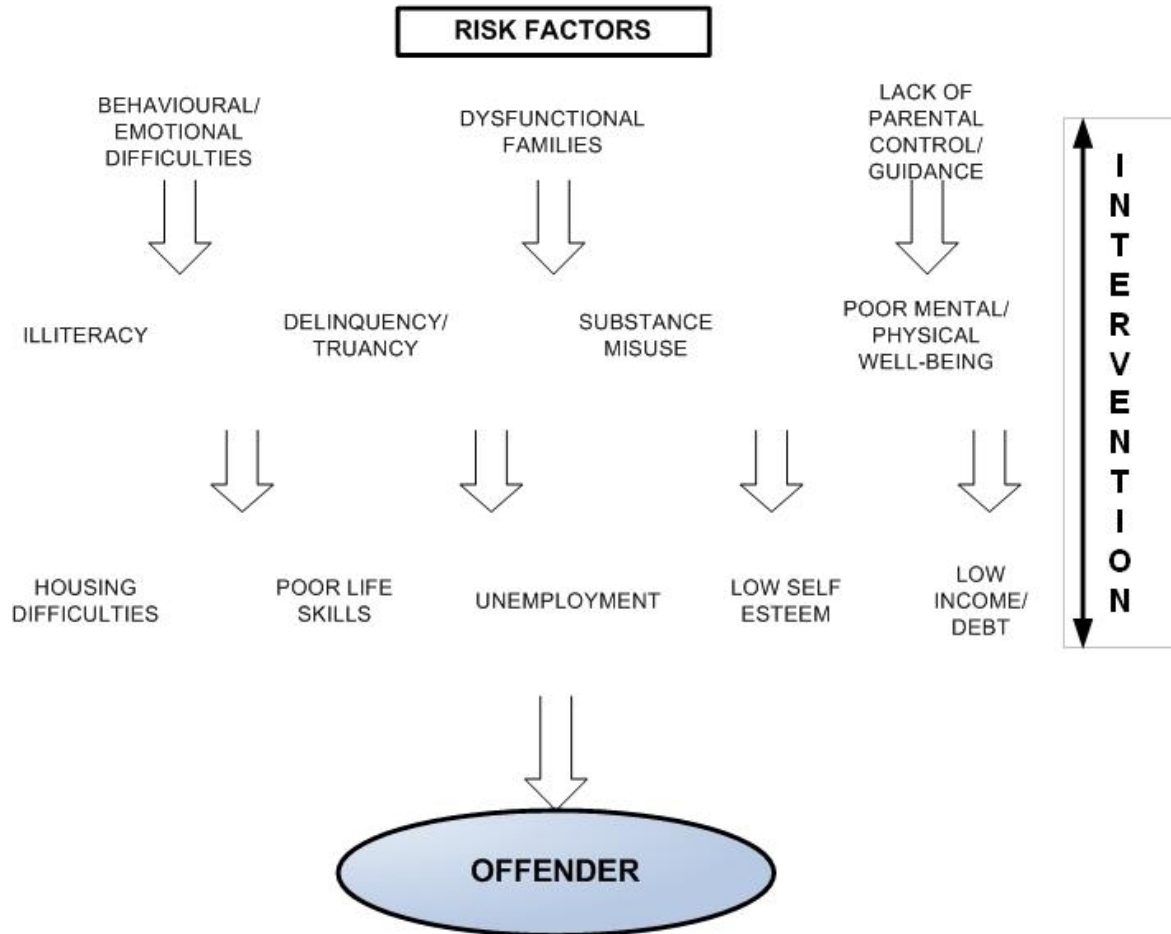 RISK FACTORS
BEHAVIOURAL/
EMOTIONAL
DIFFICULTIES
DYSFUNCTIONAL
FAMILIES
LACK OF
PARENTAL
CONTROL/
GUIDANCE
ILLITERACY
DELINQUENCY/
TRUANCY
SUBSTANCE
MISUSE
POOR MENTAL/
PHYSICAL
WELL-BEING
HOUSING
DIFFICULTIES
POOR LIFE
SKILLS
UNEMPLOYMENT
LOW SELF
ESTEEM
LOW
INCOME/
DEBT
INTERVENTION
OFFENDER